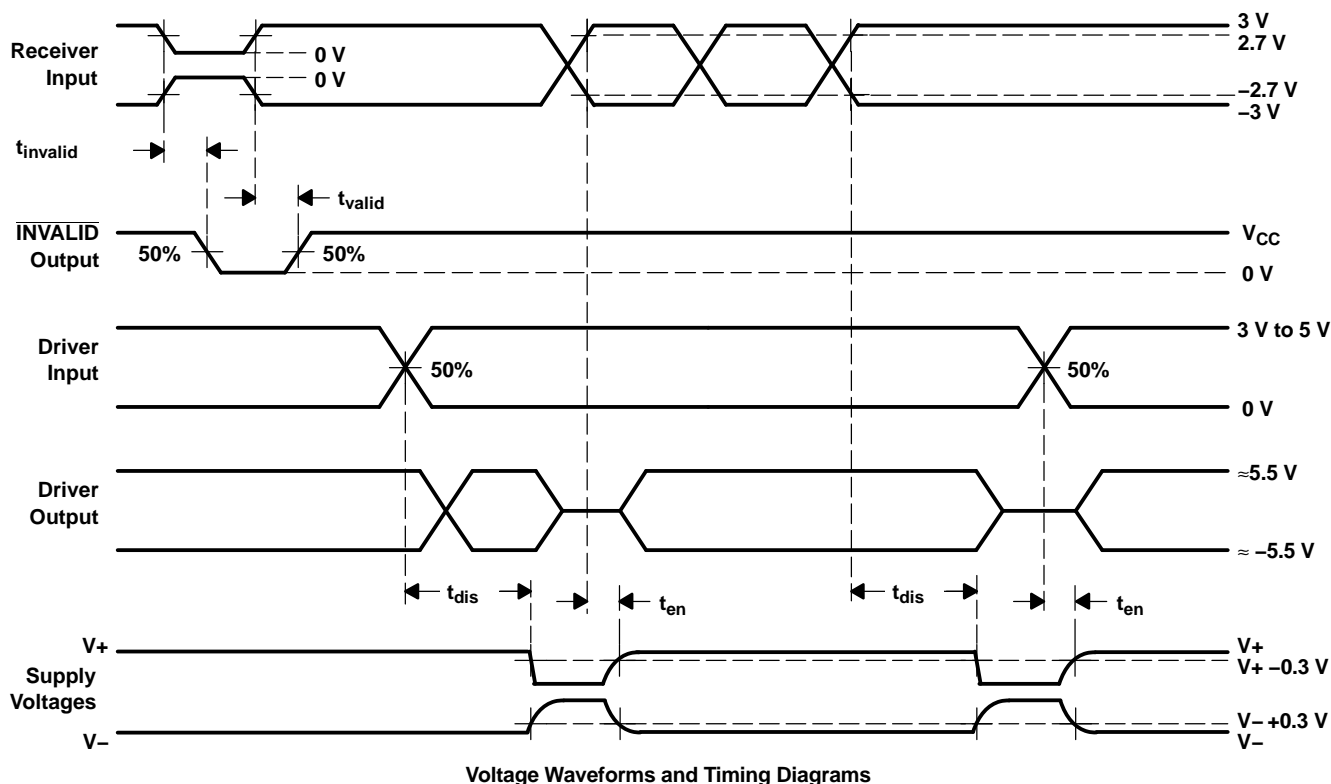 Receiver
Input
0 V
0 V
3 V
2.7 V
−2.7 V
−3 V
tinvalid
tvalid
INVALID
Output
50%
50%
VCC
0 V
Driver
Input
50%
50%
3 V to 5 V
0 V
Driver
Output
≈5.5 V
≈ −5.5 V
tdis
ten
tdis
ten
V+
Supply
Voltages
V−
V+
V+ −0.3 V
V− +0.3 V
V−
Voltage Waveforms and Timing Diagrams